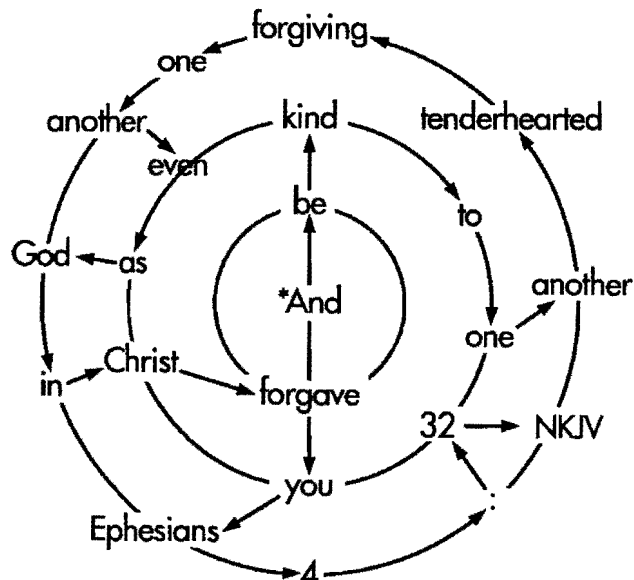 *And
be
kind
to
one
another
tenderhearted
forgiving
one
another
even
as
God
in
Christ
forgave
you
Ephesians
4
:
32
NKJV